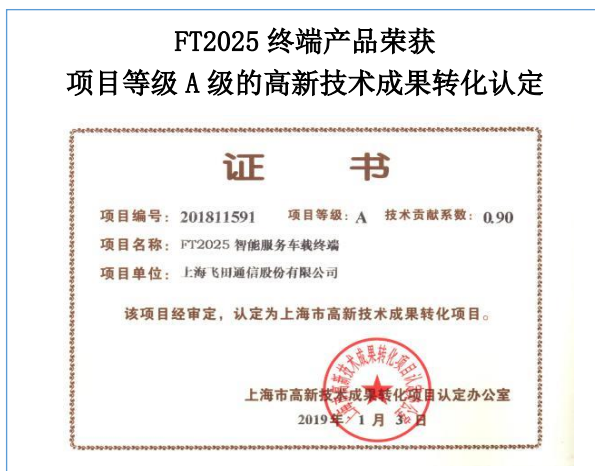 FT2025 终端产品荣获
项目等级 A 级的高新技术成果转化认定
证 书
项目编号：201811591 项目等级：A 技术贡献系数：0.90
项目名称：FT2025 智能服务车载终端
项目单位：上海飞田通信股份有限公司
该项目经审定，认定为上海市高新技术成果转化项目。
上海市高新技术成果转化项目认定办公室
2019年 1 月 3 日